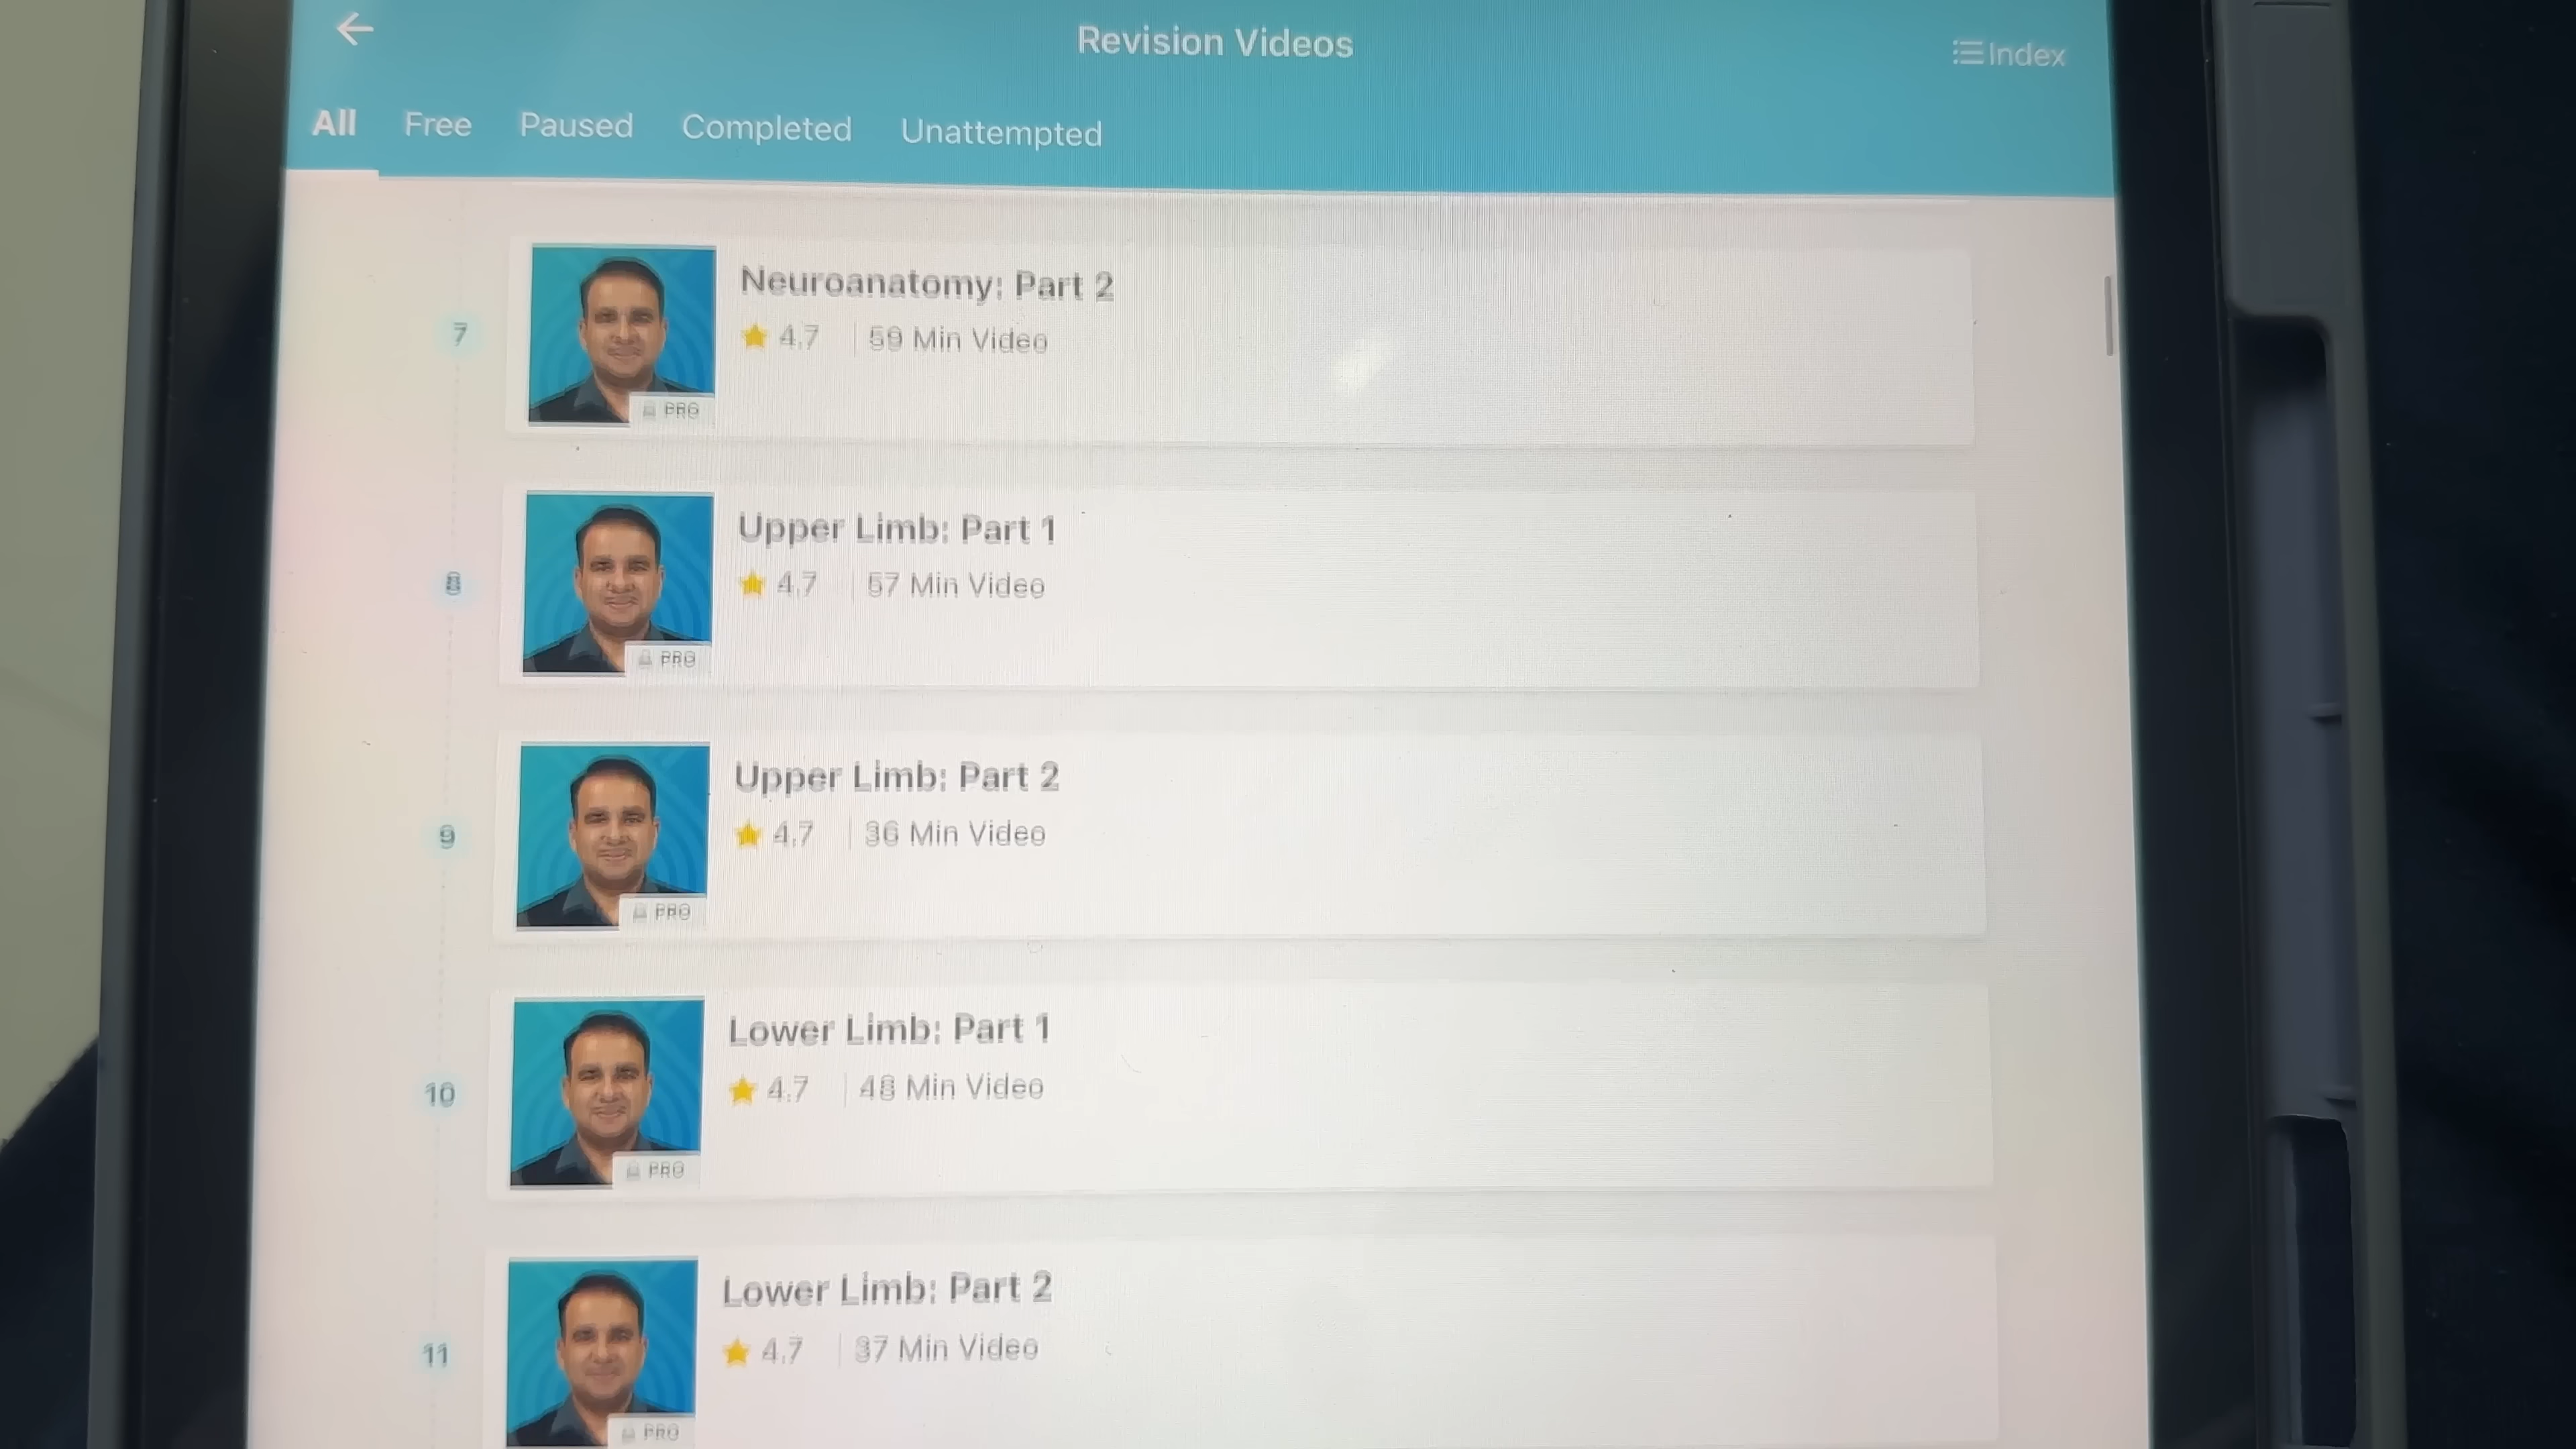 Revision Videos
Index
All Free Paused Completed Unattempted
7
Neuroanatomy: Part 2
4.7 59 Min Video
PRO
8
Upper Limb: Part 1
4.7 57 Min Video
PRO
9
Upper Limb: Part 2
4.7 36 Min Video
PRO
10
Lower Limb: Part 1
4.7 48 Min Video
PRO
11
Lower Limb: Part 2
4.7 37 Min Video
PRO